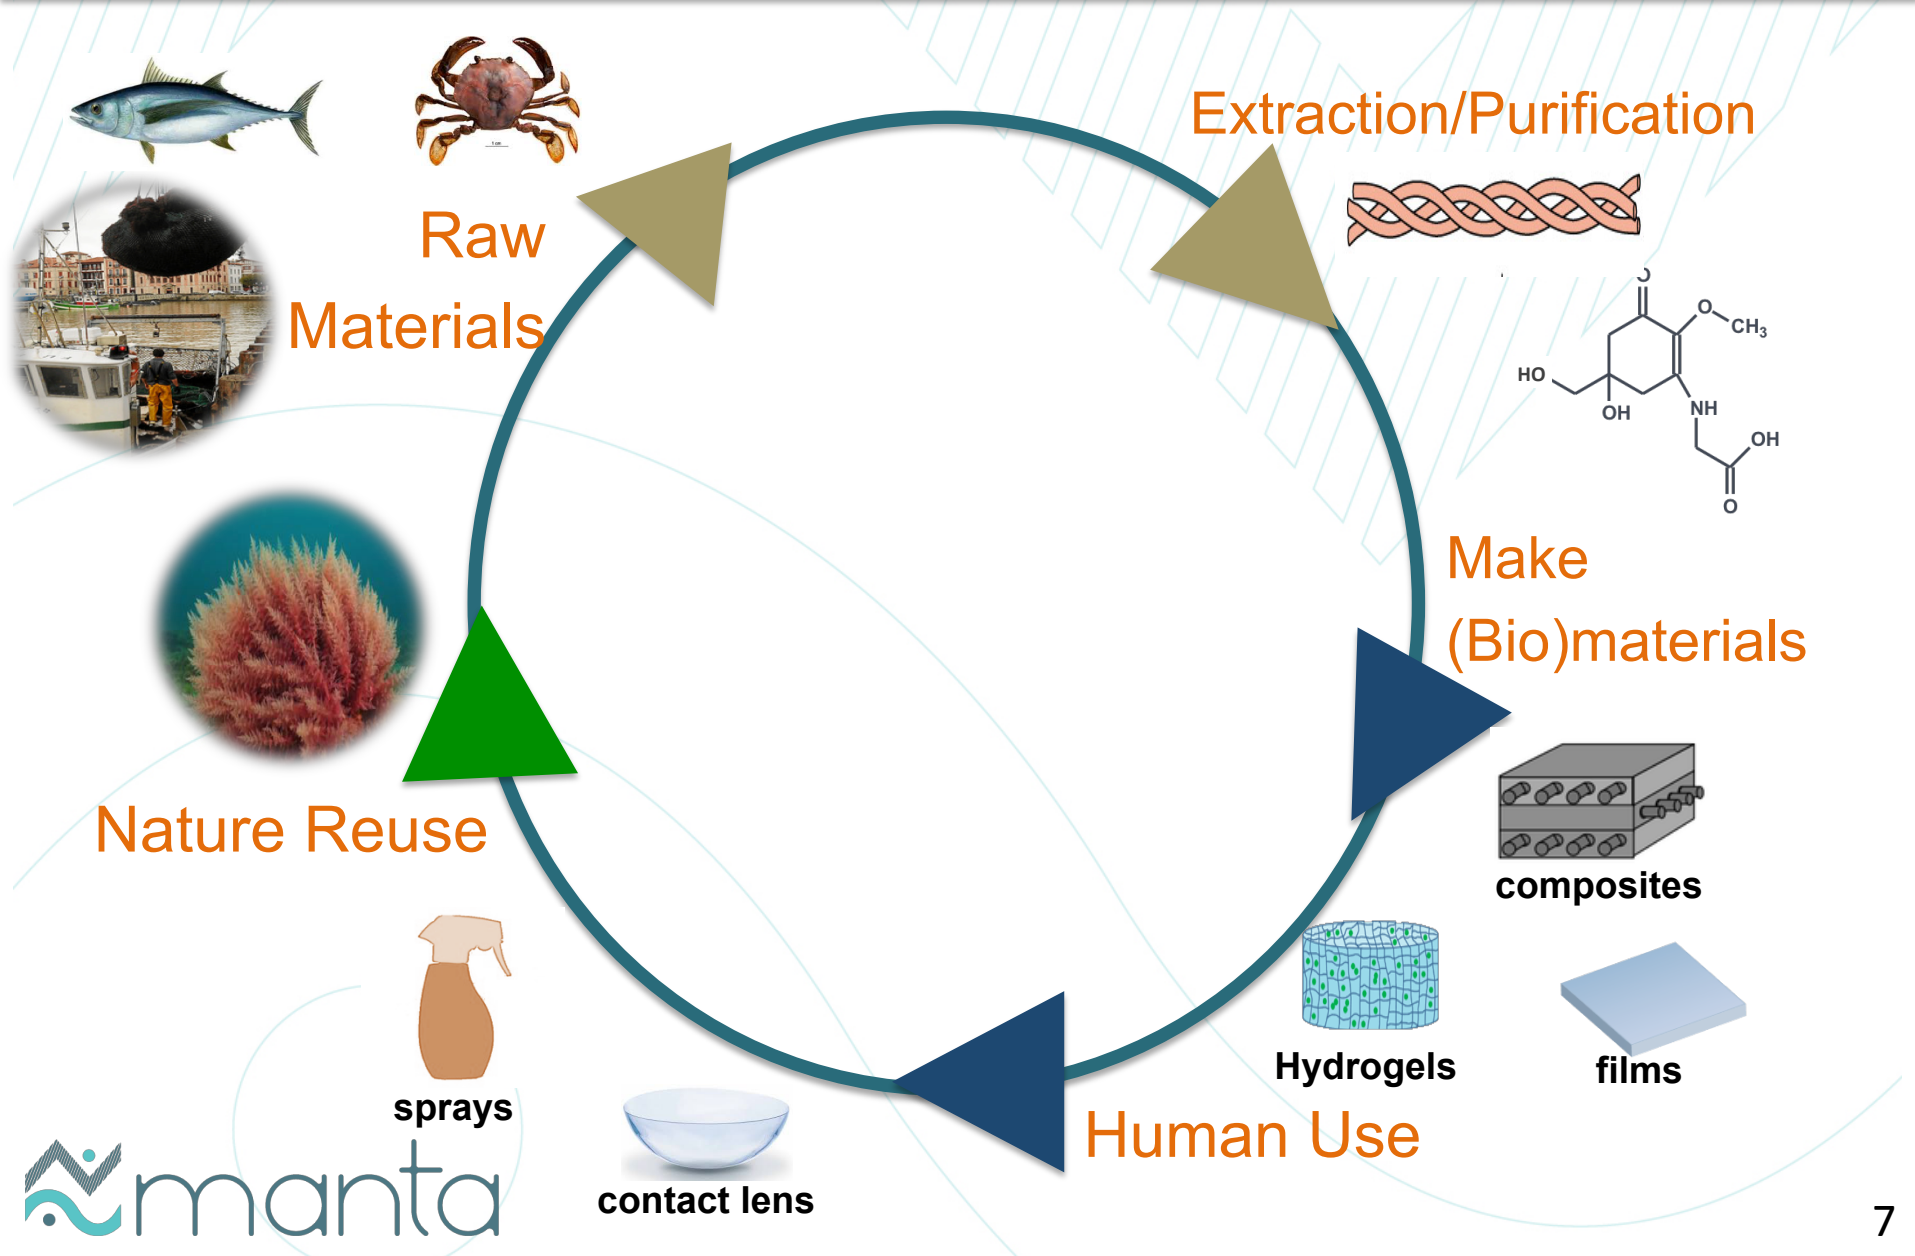 Extraction/Purification
Raw
Materials
O
O
CH₃
HO
OH
NH
OH
O
Make
(Bio)materials
Nature Reuse
composites
Hydrogels
films
sprays
Human Use
contact lens
manta
7